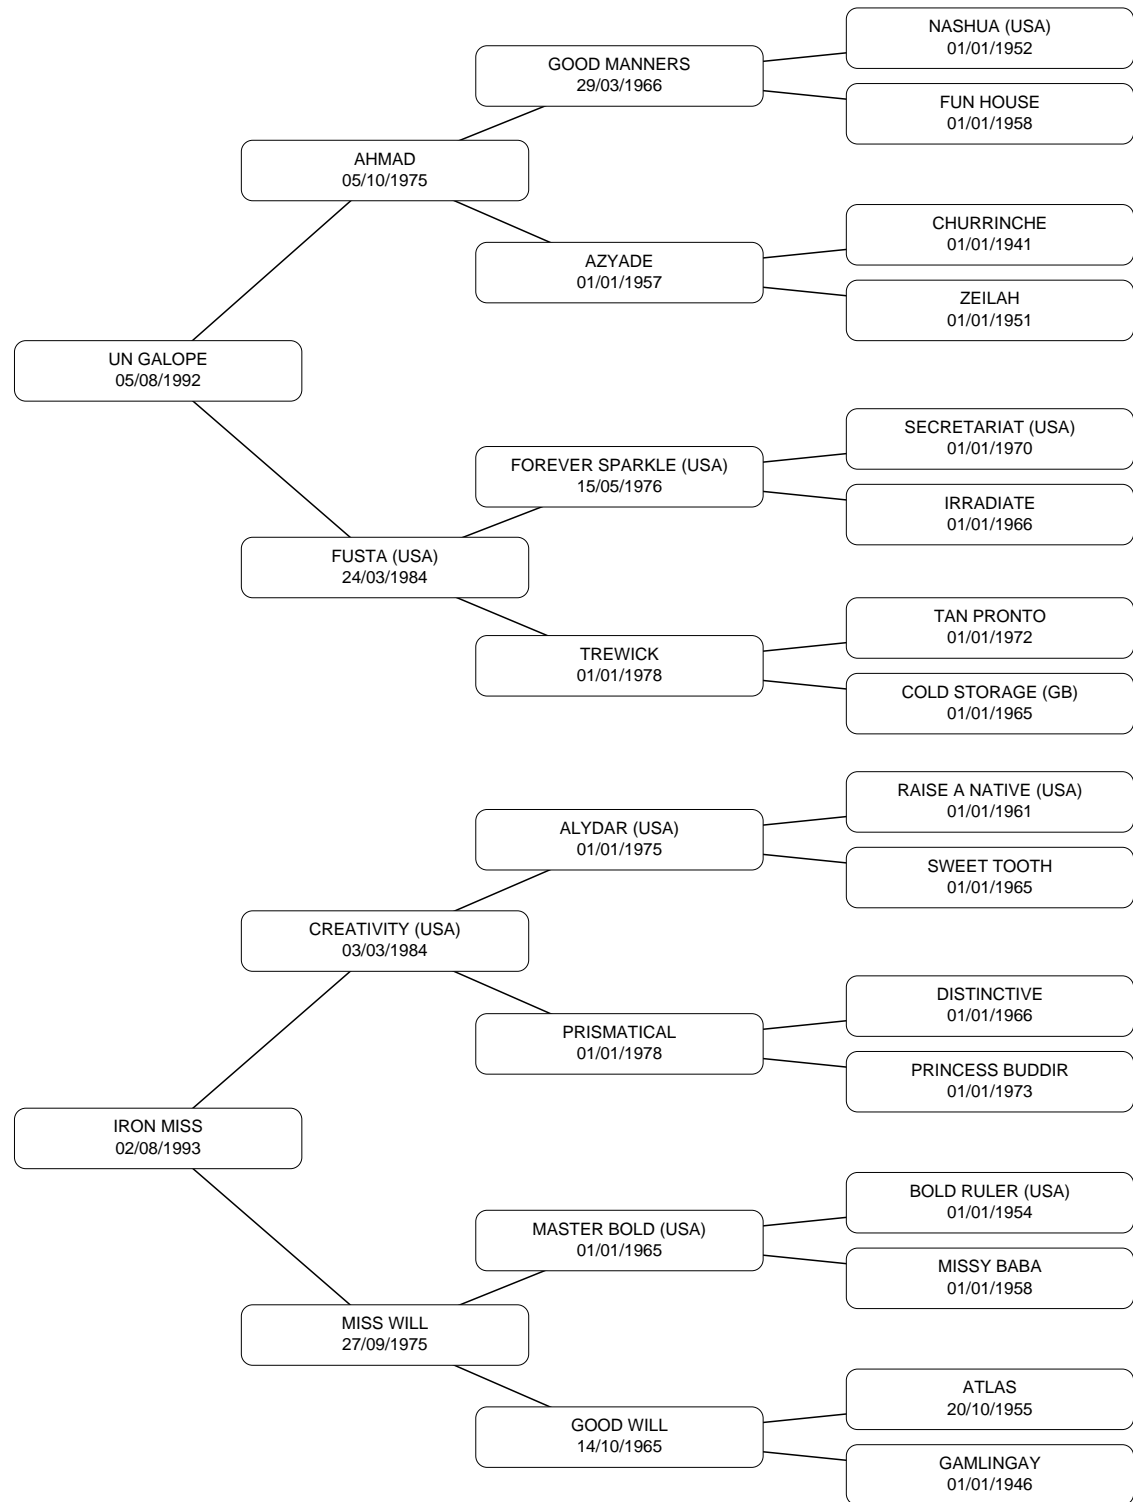 NASHUA (USA)
01/01/1952
GOOD MANNERS
29/03/1966
FUN HOUSE
01/01/1958
AHMAD
05/10/1975
CHURRINCHE
01/01/1941
AZYADE
01/01/1957
ZEILAH
01/01/1951
UN GALOPE
05/08/1992
SECRETARIAT (USA)
01/01/1970
FOREVER SPARKLE (USA)
15/05/1976
IRRADIATE
01/01/1966
FUSTA (USA)
24/03/1984
TAN PRONTO
01/01/1972
TREWICK
01/01/1978
COLD STORAGE (GB)
01/01/1965
RAISE A NATIVE (USA)
01/01/1961
ALYDAR (USA)
01/01/1975
SWEET TOOTH
01/01/1965
CREATIVITY (USA)
03/03/1984
DISTINCTIVE
01/01/1966
PRISMATICAL
01/01/1978
PRINCESS BUDDIR
01/01/1973
IRON MISS
02/08/1993
BOLD RULER (USA)
01/01/1954
MASTER BOLD (USA)
01/01/1965
MISSY BABA
01/01/1958
MISS WILL
27/09/1975
ATLAS
20/10/1955
GOOD WILL
14/10/1965
GAMLINGAY
01/01/1946